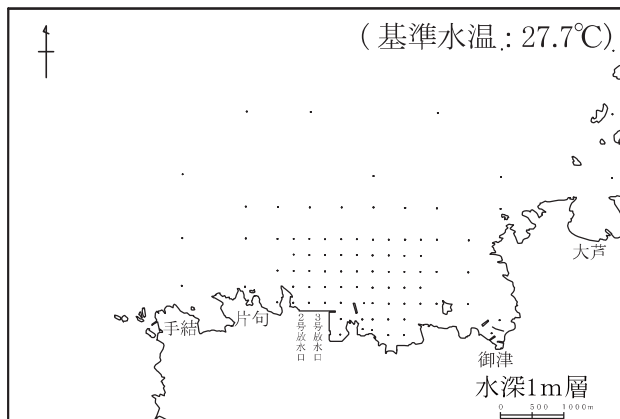 (基準水温:27.7℃)
大芦
手結
片句
2号放水口
3号放水口
御津
水深1m層
0 500 1000m